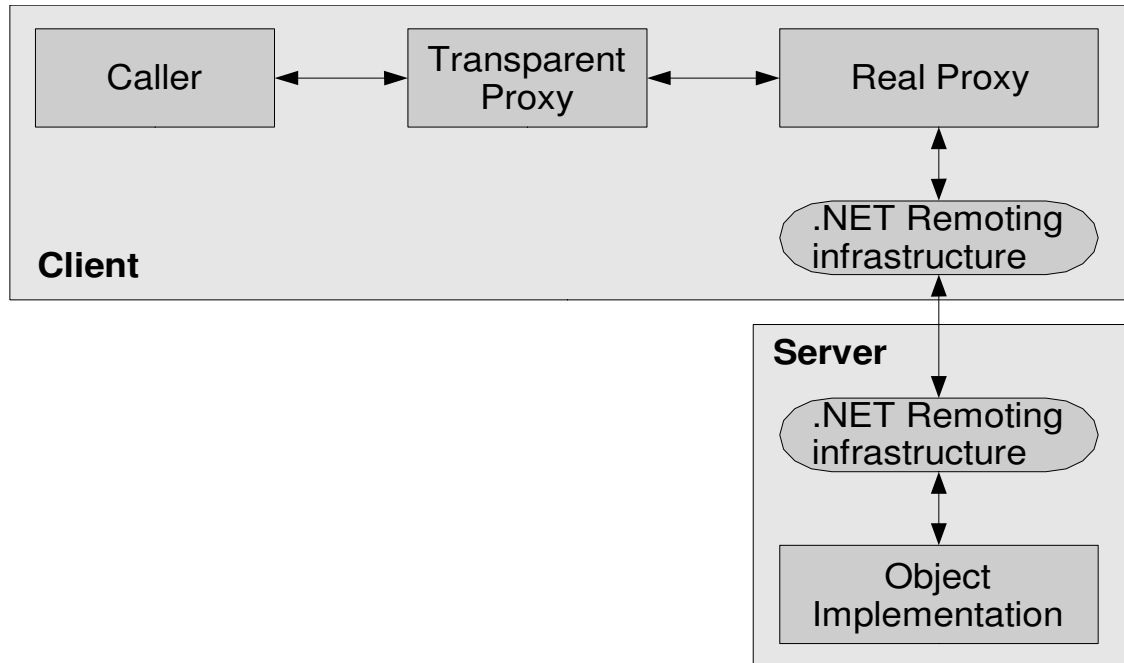 Caller
Transparent
Proxy
Real Proxy
.NET Remoting
infrastructure
Client
Server
.NET Remoting
infrastructure
Object
Implementation